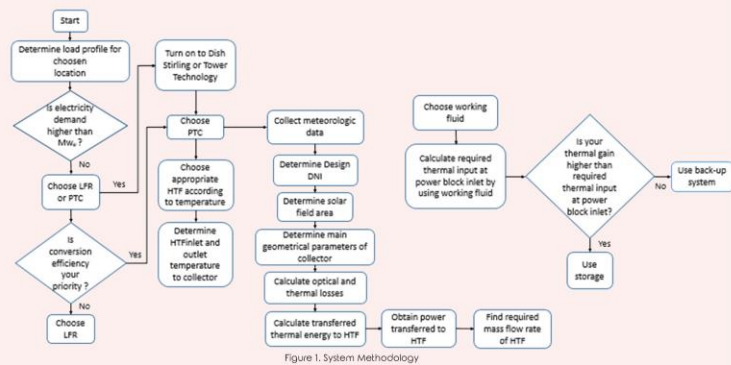 Start
Determine load profile for
choosen
location
Is electricity
demand
higher than
Mwₑ ?
No
Yes
Choose LFR
or PTC
Is
conversion
efficiency
your
priority ?
Yes
No
Choose
LFR
Turn on to Dish
Stirling or Tower
Technology
Choose
PTC
Choose
appropriate
HTF according
to temperature
Determine
HTFinlet and
outlet
temperature
to collector
Collect meteorologic
data
Determine Design
DNI
Determine solar
field area
Determine main
geometrical parameters of
collector
Calculate optical and
thermal losses
Calculate transferred
thermal energy to HTF
Obtain power
transferred to
HTF
Find required
mass flow rate
of HTF
Choose working
fluid
Calculate required
thermal input at
power block inlet by
using working fluid
Is your
thermal gain
higher than
required
thermal input
at power
block inlet?
No
Use back-up
system
Yes
Use
storage
Figure 1. System Methodology